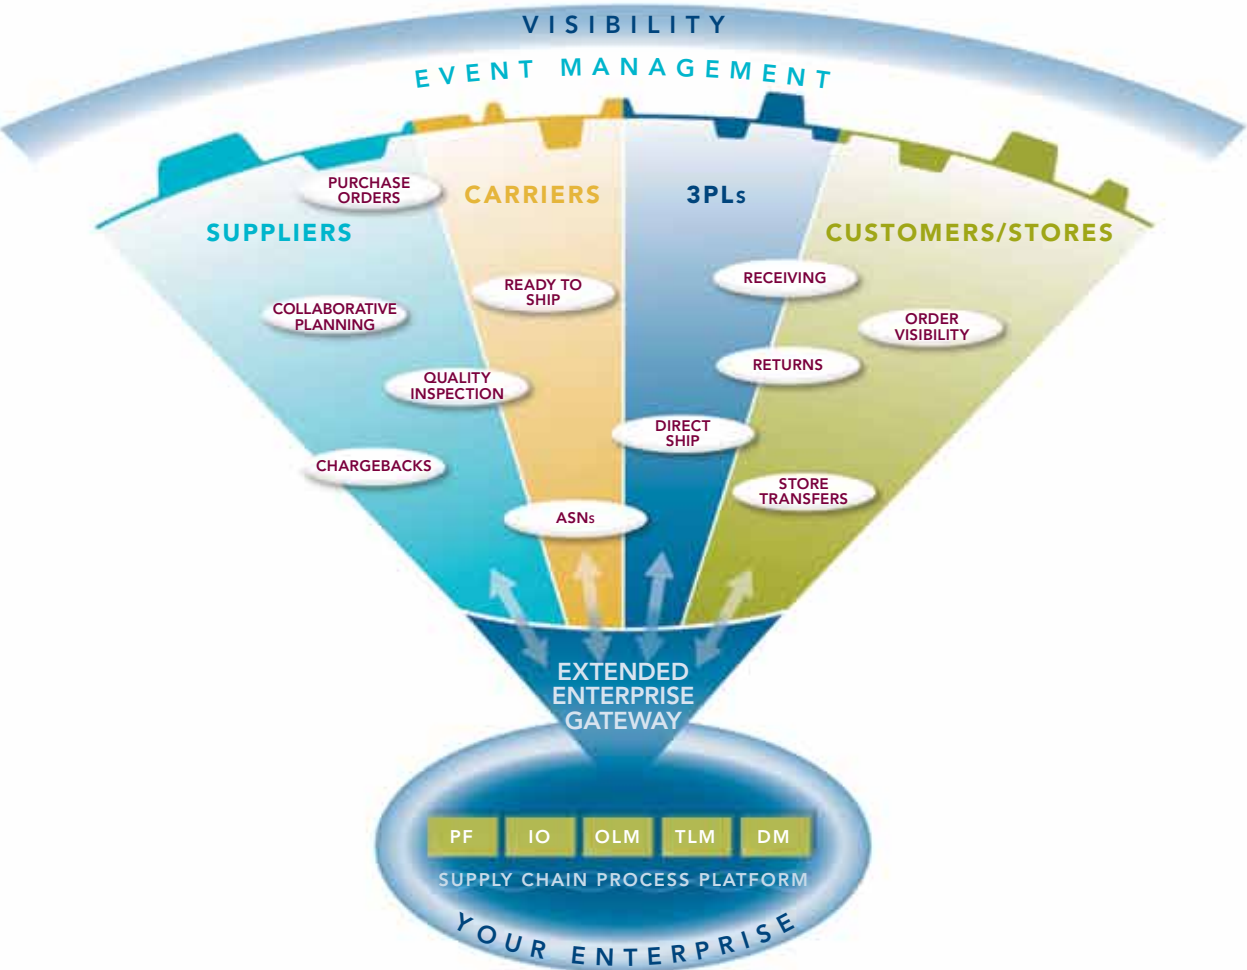 VISIBILITY
EVENT MANAGEMENT
PURCHASE
ORDERS
CARRIERS
3PLs
SUPPLIERS
CUSTOMERS/STORES
COLLABORATIVE
PLANNING
READY TO
SHIP
RECEIVING
ORDER
VISIBILITY
QUALITY
INSPECTION
RETURNS
DIRECT
SHIP
CHARGEBACKS
STORE
TRANSFERS
ASNs
EXTENDED
ENTERPRISE
GATEWAY
PF IO OLM TLM DM
SUPPLY CHAIN PROCESS PLATFORM
YOUR ENTERPRISE